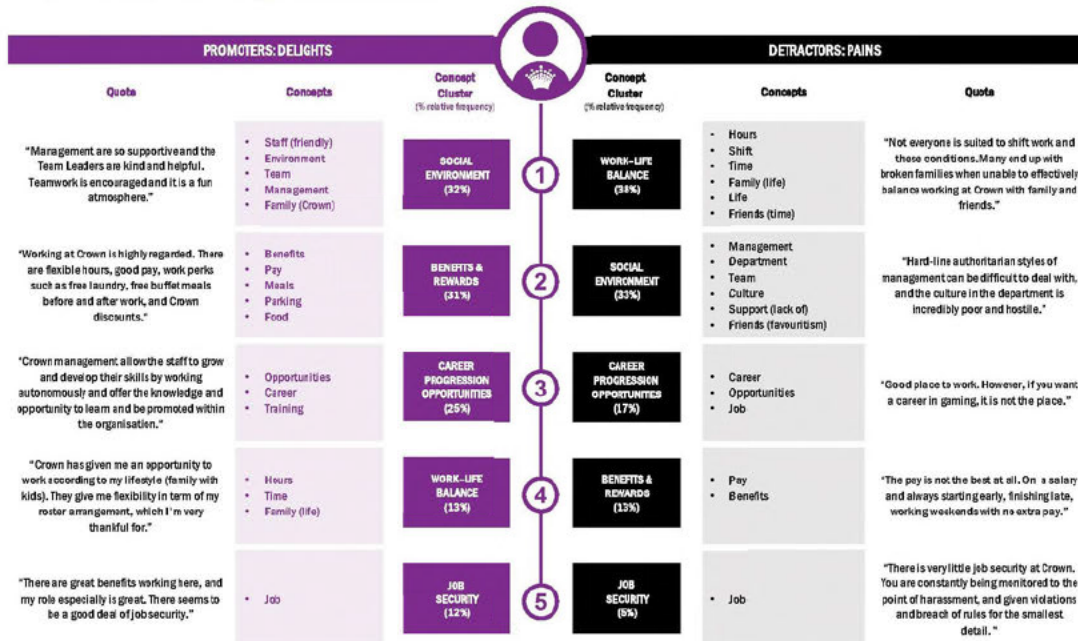 PROMOTERS: DELIGHTS
DETRACTORS: PAINS
Quote
Concepts
Concept
Cluster
(% relative frequency)
Concept
Cluster
(% relative frequency)
Concepts
Quote
"Management are so supportive and the
Team Leaders are kind and helpful.
Teamwork is encouraged and it is a fun
atmosphere."
• Staff (friendly)
• Environment
• Team
• Management
• Family (Crown)
SOCIAL
ENVIRONMENT
(32%)
1
WORK–LIFE
BALANCE
(38%)
• Hours
• Shift
• Time
• Family (life)
• Life
• Friends (time)
"Not everyone is suited to shift work and
these conditions. Many end up with
broken families when unable to effectively
balance working at Crown with family and
friends."
"Working at Crown is highly regarded. There
are flexible hours, good pay, work perks
such as free laundry, free buffet meals
before and after work, and Crown
discounts."
• Benefits
• Pay
• Meals
• Parking
• Food
BENEFITS &
REWARDS
(31%)
2
SOCIAL
ENVIRONMENT
(33%)
• Management
• Department
• Team
• Culture
• Support (lack of)
• Friends (favouritism)
"Hard-line authoritarian styles of
management can be difficult to deal with,
and the culture in the department is
incredibly poor and hostile."
"Crown management allow the staff to grow
and develop their skills by working
autonomously and offer the knowledge and
opportunity to learn and be promoted within
the organisation."
• Opportunities
• Career
• Training
CAREER
PROGRESSION
OPPORTUNITIES
(25%)
3
CAREER
PROGRESSION
OPPORTUNITIES
(17%)
• Career
• Opportunities
• Job
"Good place to work. However, if you want
a career in gaming, it is not the place."
"Crown has given me an opportunity to
work according to my lifestyle (family with
kids). They give me flexibility in term of my
roster arrangement, which I'm very
thankful for."
• Hours
• Time
• Family (life)
WORK–LIFE
BALANCE
(13%)
4
BENEFITS &
REWARDS
(13%)
• Pay
• Benefits
"The pay is not the best at all. On a salary
and always starting early, finishing late,
working weekends with no extra pay."
"There are great benefits working here, and
my role especially is great. There seems to
be a good deal of job security."
• Job
JOB
SECURITY
(12%)
5
JOB
SECURITY
(5%)
• Job
"There is very little job security at Crown.
You are constantly being monitored to the
point of harassment, and given violations
and breach of rules for the smallest
detail. "